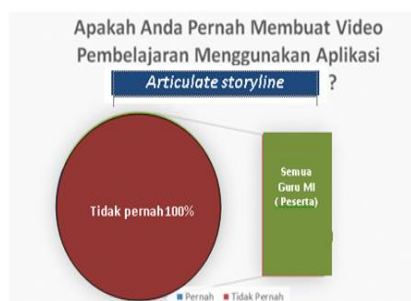 Apakah Anda Pernah Membuat Video
Pembelajaran Menggunakan Aplikasi
Articulate storyline ?
Semua
Guru MI
( Peserta)
Tidak pernah 100%
Pernah Tidak Pernah